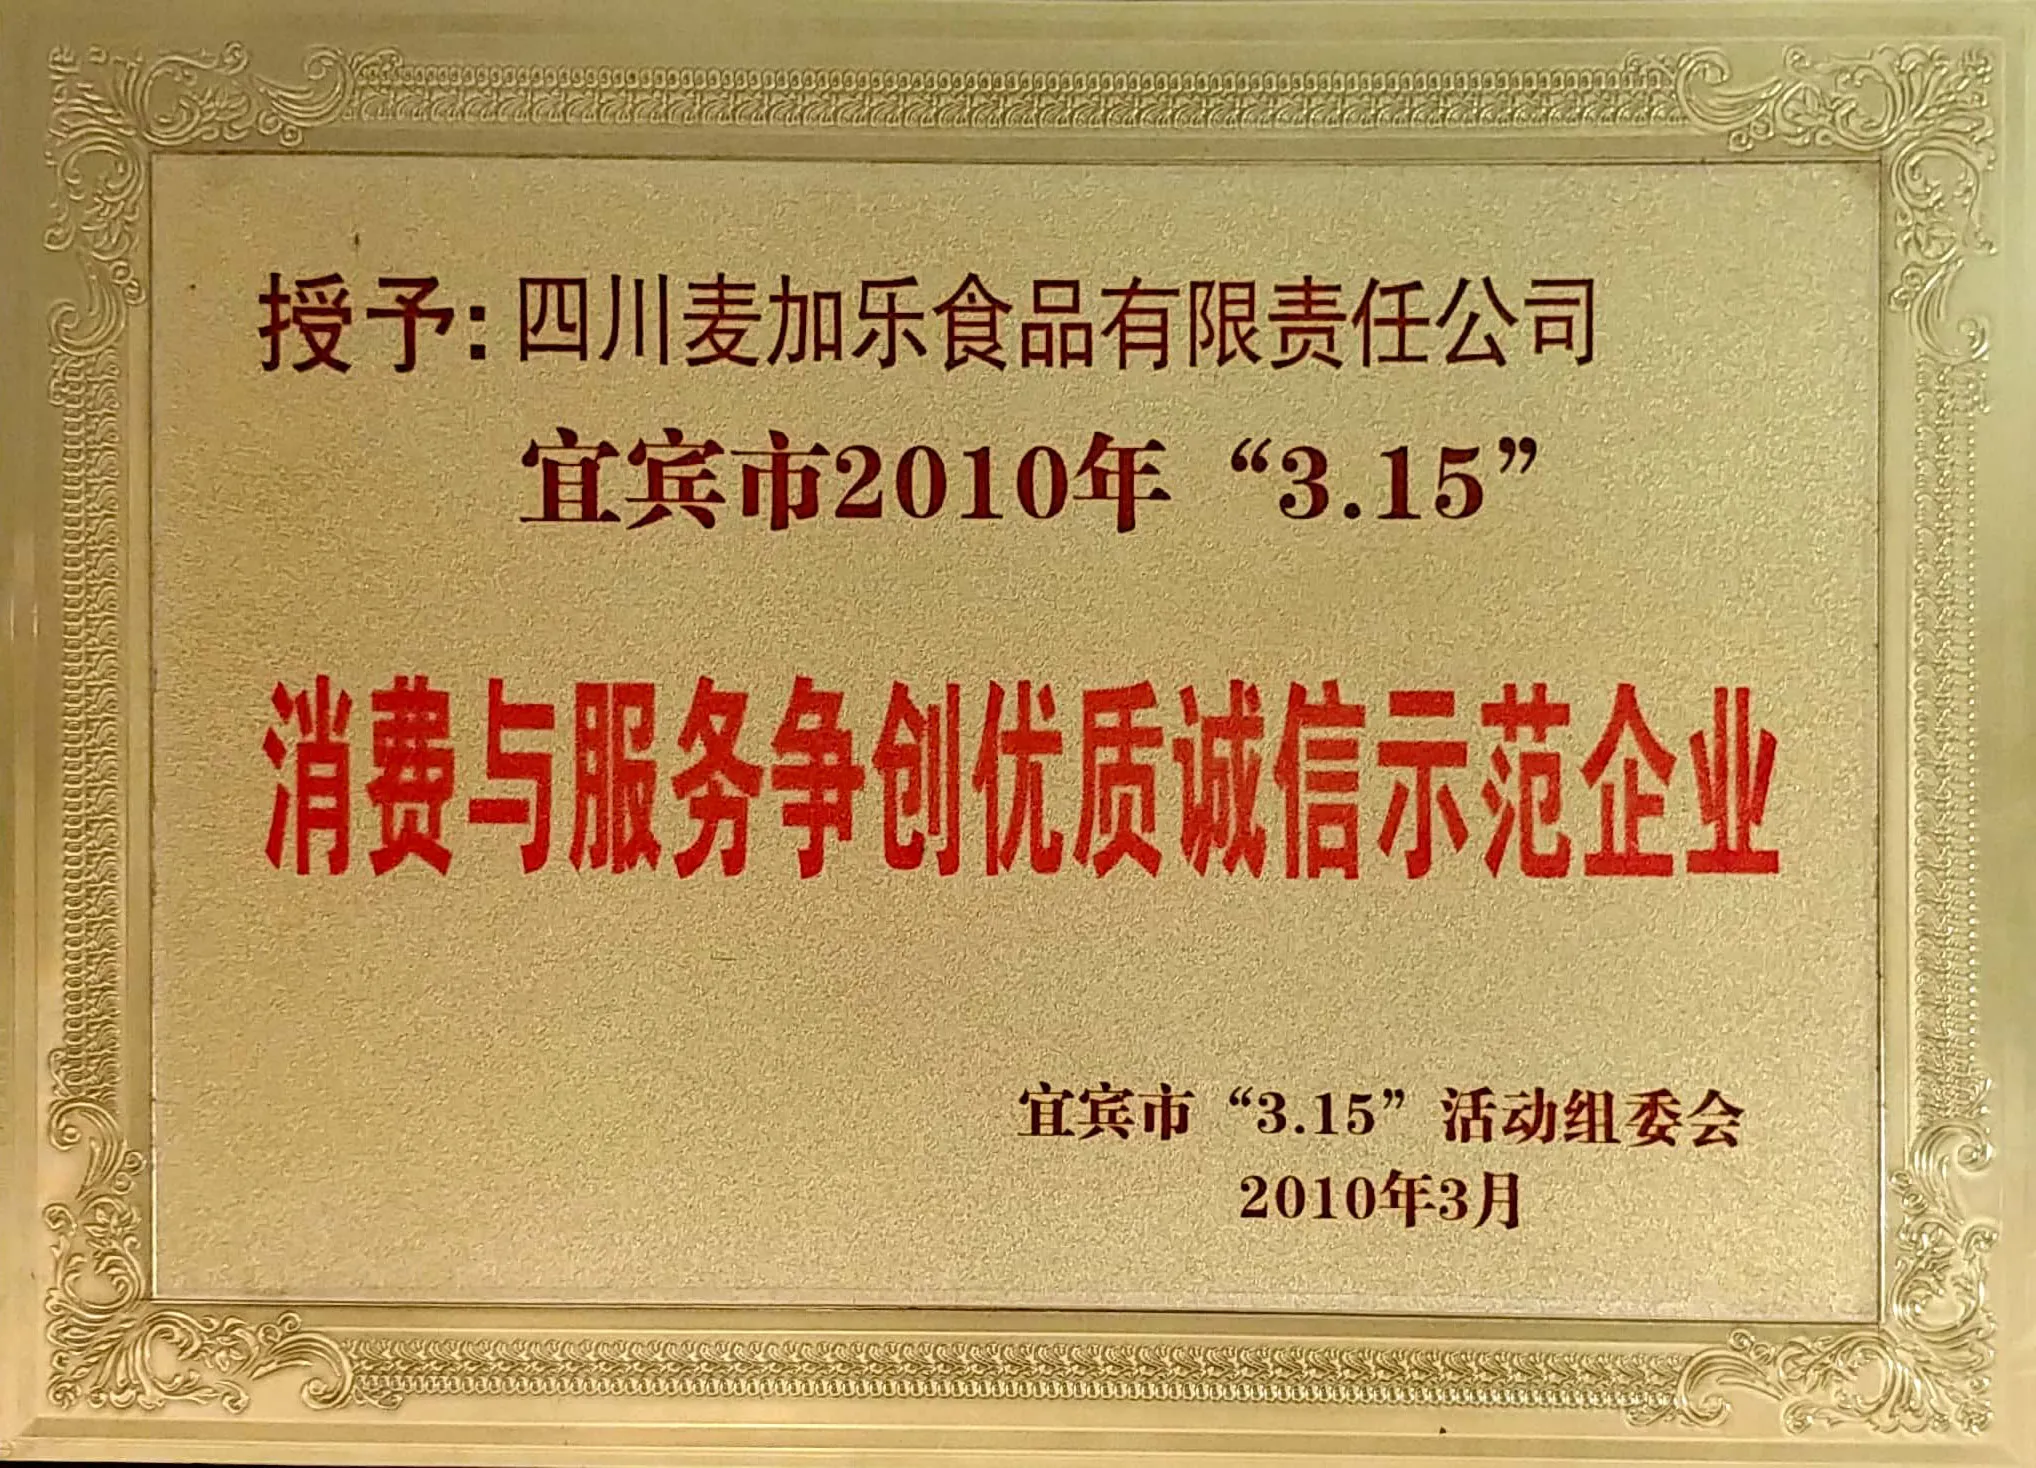 授予:四川麦加乐食品有限责任公司
宜宾市2010年“3.15”
消费与服务争创优质诚信示范企业
宜宾市“3.15”活动组委会
2010年3月